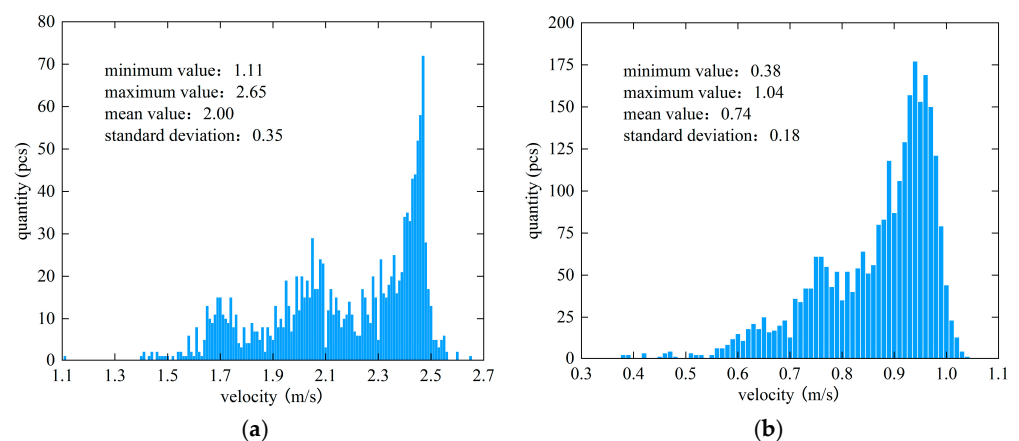 80
70
60
50
40
30
20
10
0
quantity (pcs)
minimum value：1.11
maximum value：2.65
mean value：2.00
standard deviation：0.35
1.1 1.3 1.5 1.7 1.9 2.1 2.3 2.5 2.7
velocity（m/s）
(a)
200
175
150
125
100
75
50
25
0
quantity (pcs)
minimum value：0.38
maximum value：1.04
mean value：0.74
standard deviation：0.18
0.3 0.4 0.5 0.6 0.7 0.8 0.9 1.0 1.1
velocity（m/s）
(b)